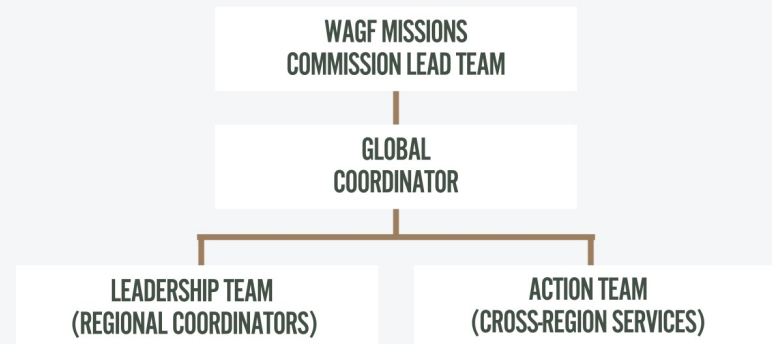 WAGF MISSIONS
COMMISSION LEAD TEAM
GLOBAL
COORDINATOR
LEADERSHIP TEAM
(REGIONAL COORDINATORS)
ACTION TEAM
(CROSS-REGION SERVICES)